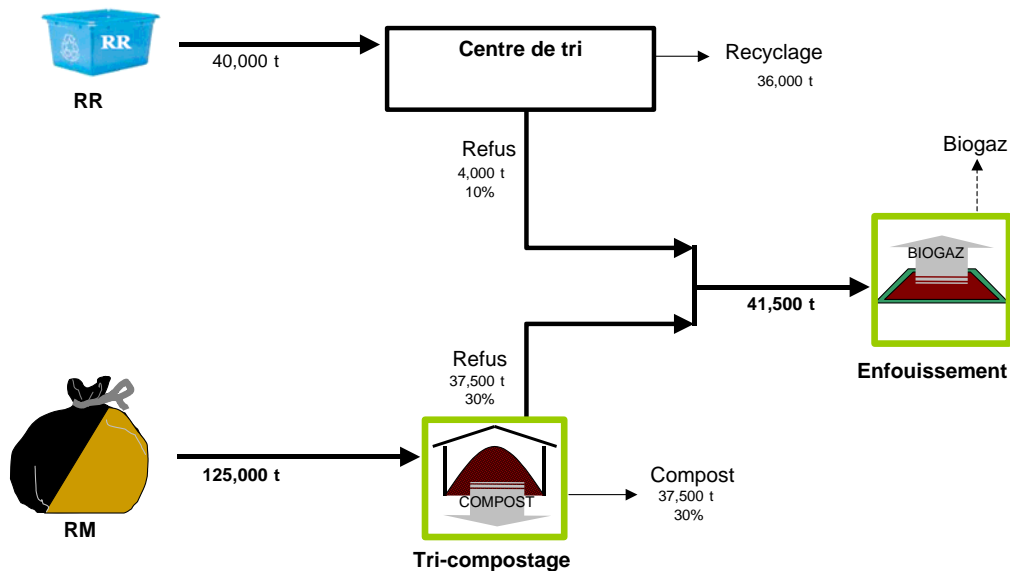 RR
RR
40,000 t
Centre de tri
Recyclage
36,000 t
Refus
4,000 t
10%
Biogaz
BIOGAZ
41,500 t
Enfouissement
Refus
37,500 t
30%
RM
125,000 t
COMPOST
Tri-compostage
Compost
37,500 t
30%